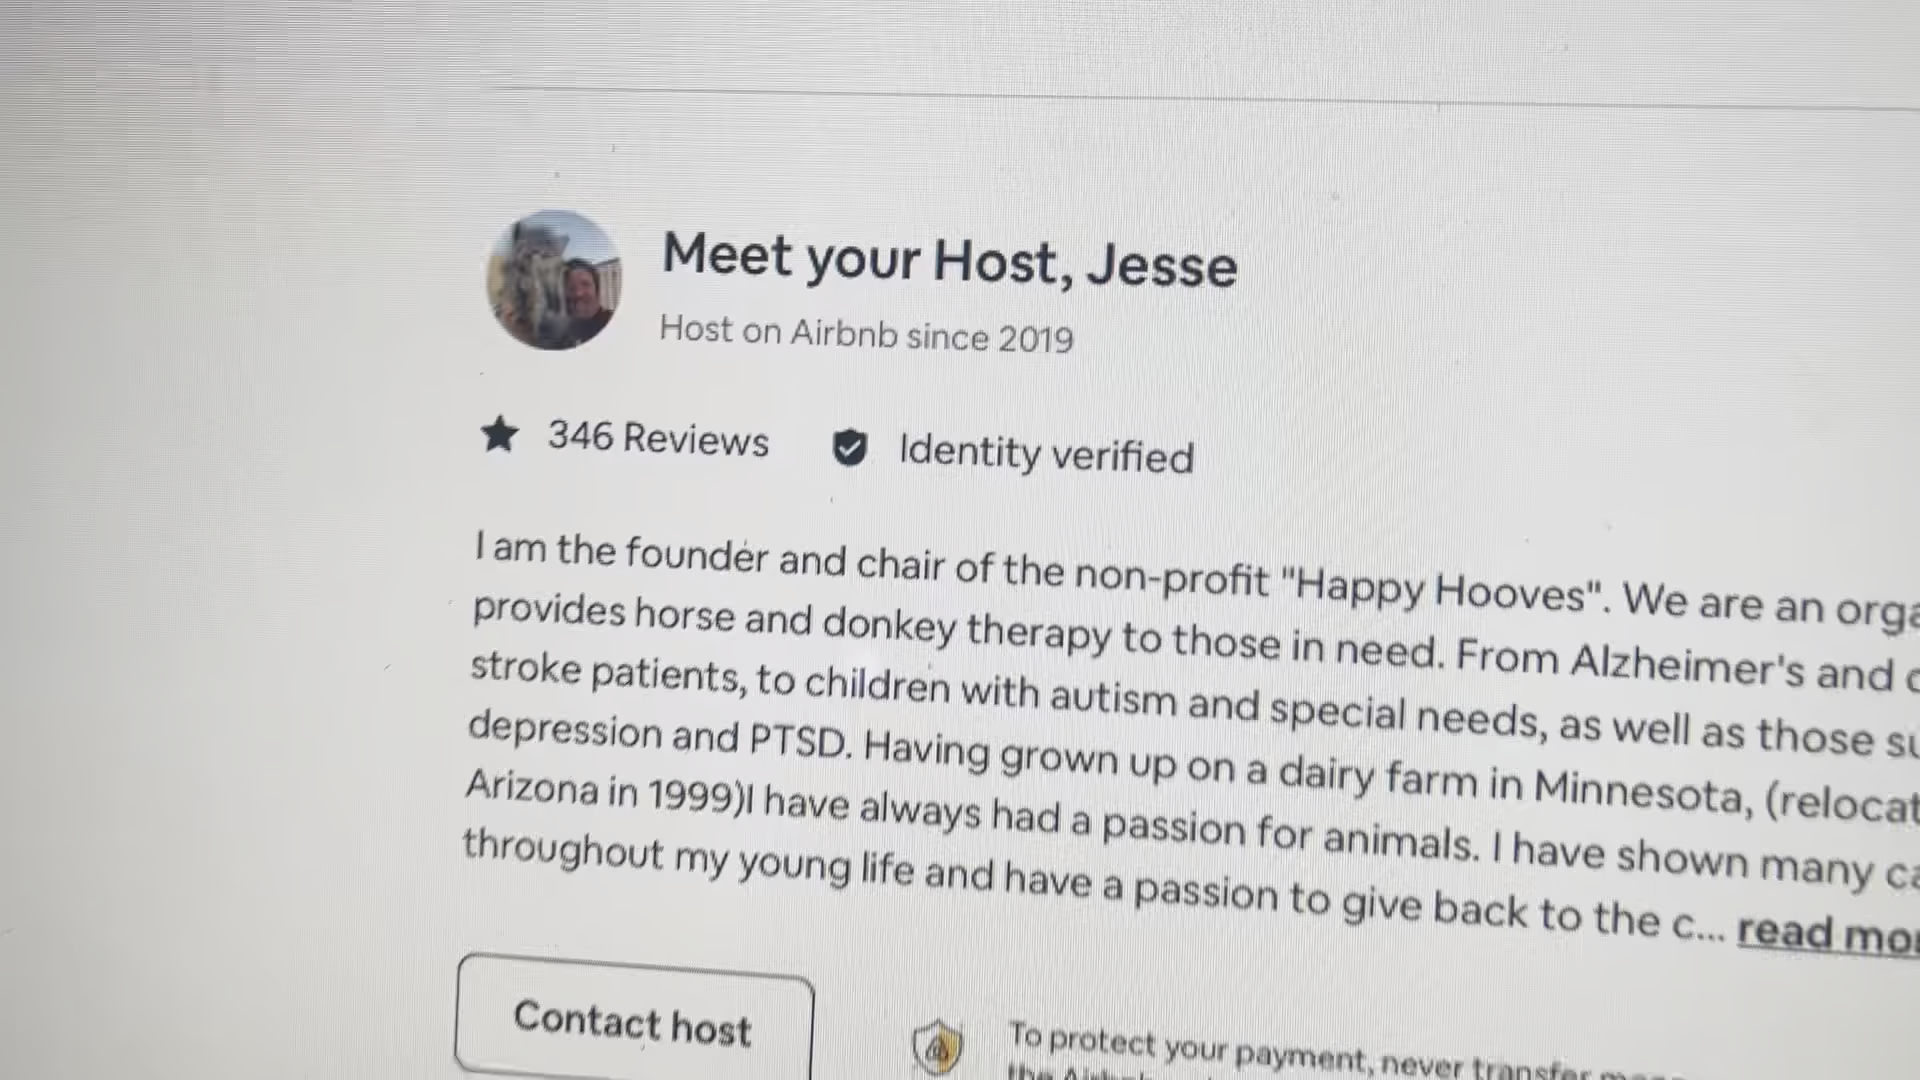 Meet your Host, Jesse
Host on Airbnb since 2019
346 Reviews
Identity verified
I am the founder and chair of the non-profit "Happy Hooves". We are an orga
provides horse and donkey therapy to those in need. From Alzheimer's and
stroke patients, to children with autism and special needs, as well as those su
depression and PTSD. Having grown up on a dairy farm in Minnesota, (relocat
Arizona in 1999)I have always had a passion for animals. I have shown many ca
throughout my young life and have a passion to give back to the c... read mor
Contact host
To protect your payment, never transfer
the